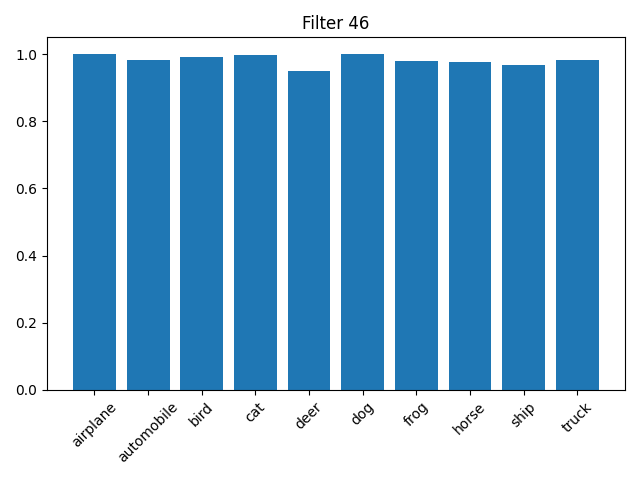 Filter 46
1.0
0.8
0.6
0.4
0.2
0.0
airplane
automobile
bird
cat
deer
dog
frog
horse
ship
truck